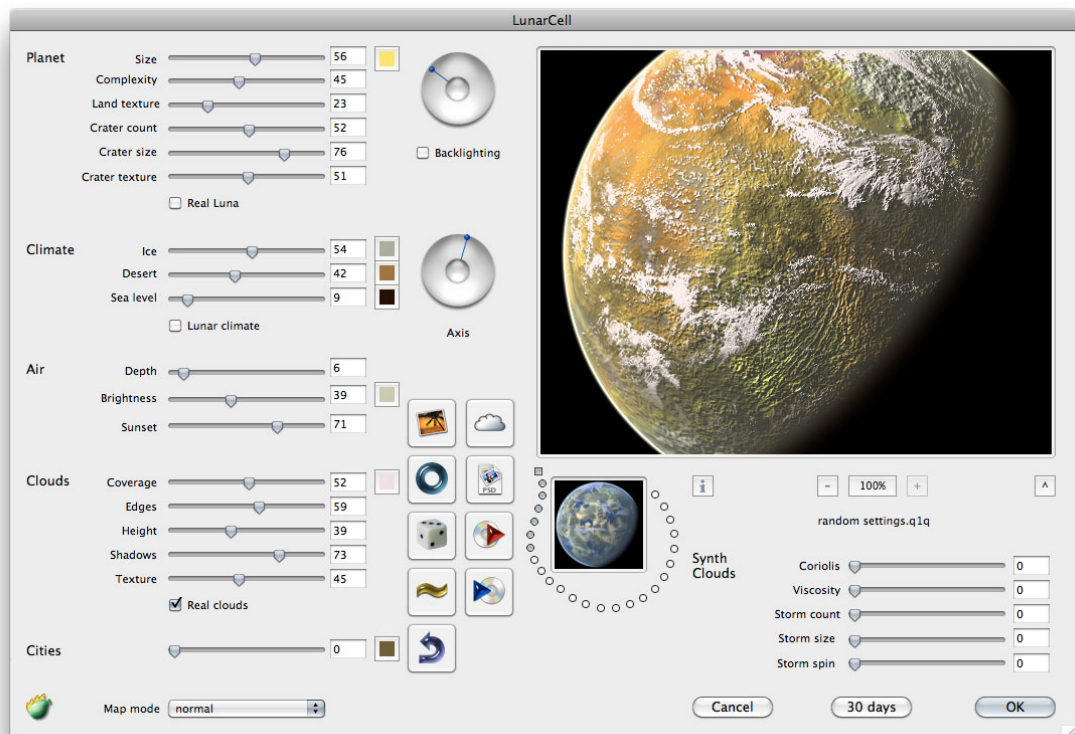 LunarCell
Planet
Size 56
Complexity 45
Land texture 23
Crater count 52
Crater size 76
Crater texture 51
Real Luna
Backlighting
Climate
Ice 54
Desert 42
Sea level 9
Lunar climate
Axis
Air
Depth 6
Brightness 39
Sunset 71
Clouds
Coverage 52
Edges 59
Height 39
Shadows 73
Texture 45
Real clouds
PSD
Cities 0
Map mode normal
i
- 100% + ^
random settings.q1q
Synth
Clouds
Coriolis 0
Viscosity 0
Storm count 0
Storm size 0
Storm spin 0
Cancel 30 days OK